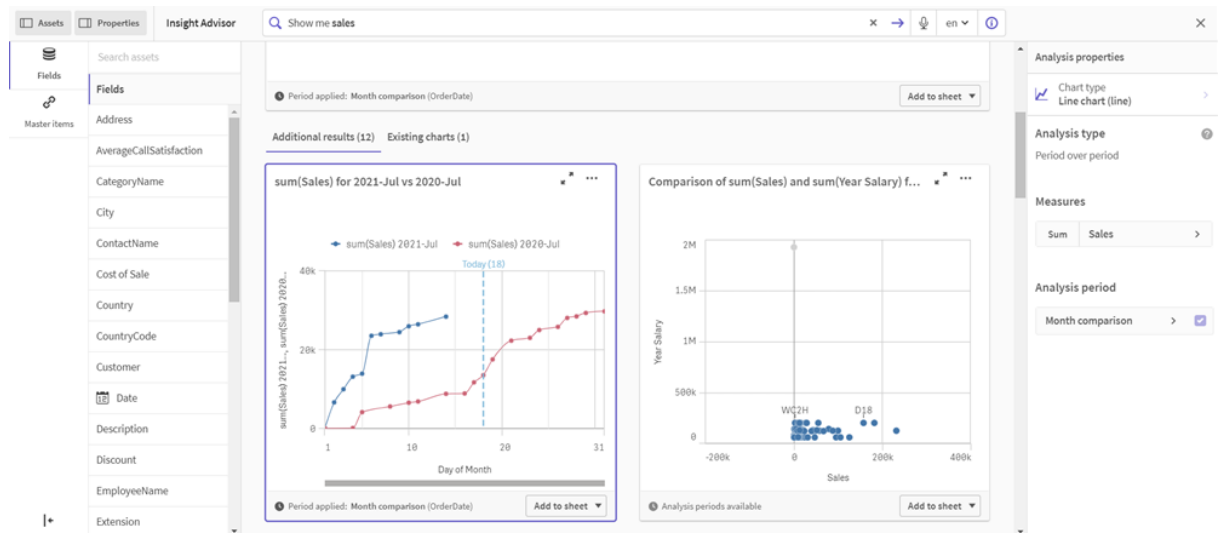 Assets
Properties
Insight Advisor
Show me sales
en
Fields
Master items
Search assets
Fields
Address
AverageCallSatisfaction
CategoryName
City
ContactName
Cost of Sale
Country
CountryCode
Customer
Date
Description
Discount
EmployeeName
Extension
Period applied: Month comparison (OrderDate)
Add to sheet
Additional results (12)
Existing charts (1)
sum(Sales) for 2021-Jul vs 2020-Jul
sum(Sales) 2021-Jul
sum(Sales) 2020-Jul
Today (18)
sum(Sales) 2021..., sum(Sales) 2020...
40k
20k
0
1
10
20
31
Day of Month
Period applied: Month comparison (OrderDate)
Add to sheet
Comparison of sum(Sales) and sum(Year Salary) f...
Year Salary
2M
1.5M
1M
500k
0
WC2H
D18
-200k
0
200k
400k
Sales
Analysis periods available
Add to sheet
Analysis properties
Chart type
Line chart (line)
Analysis type
Period over period
Measures
Sum
Sales
Analysis period
Month comparison